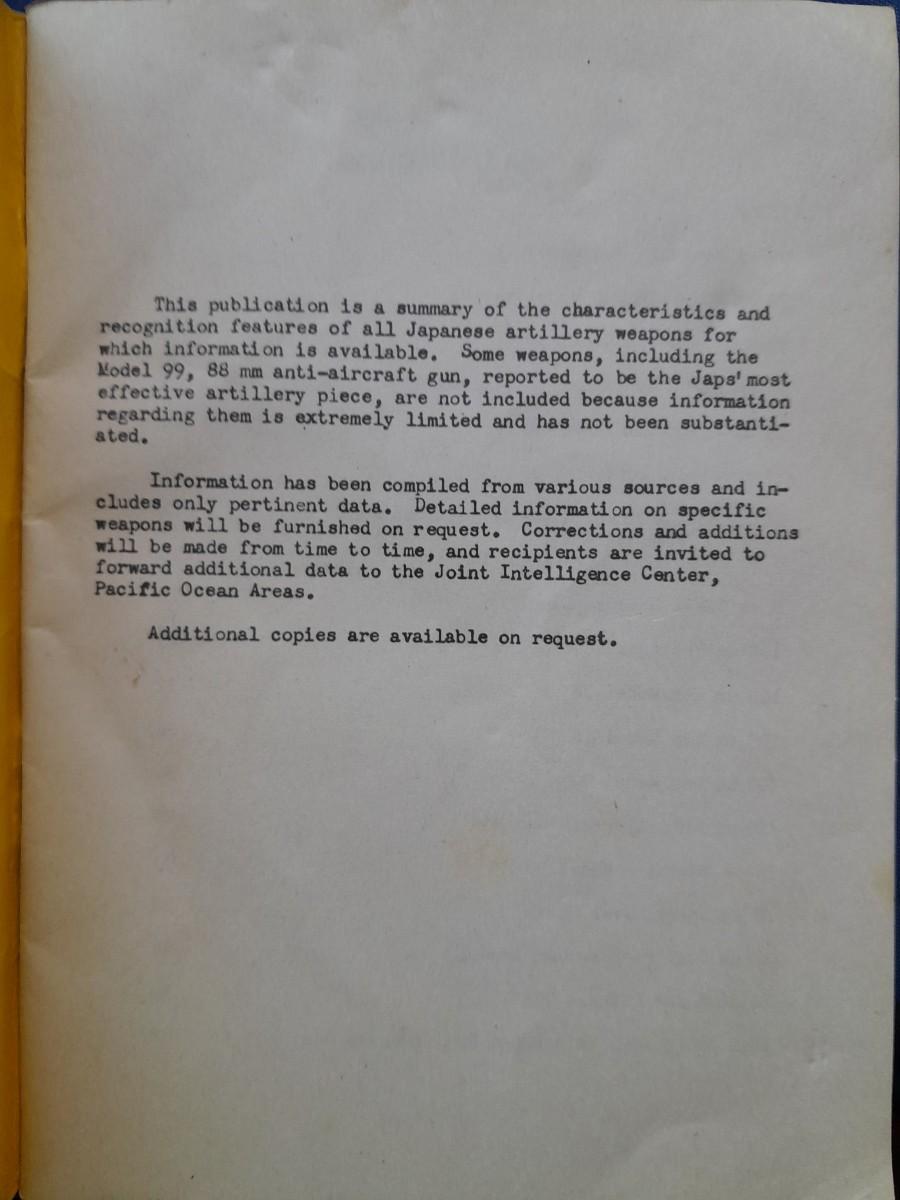 This publication is a summary of the characteristics and
recognition features of all Japanese artillery weapons for
which information is available.  Some weapons, including the
Model 99, 88 mm anti-aircraft gun, reported to be the Japs' most
effective artillery piece, are not included because information
regarding them is extremely limited and has not been substanti-
ated.
Information has been compiled from various sources and in-
cludes only pertinent data.  Detailed information on specific
weapons will be furnished on request.  Corrections and additions
will be made from time to time, and recipients are invited to
forward additional data to the Joint Intelligence Center,
Pacific Ocean Areas.
Additional copies are available on request.